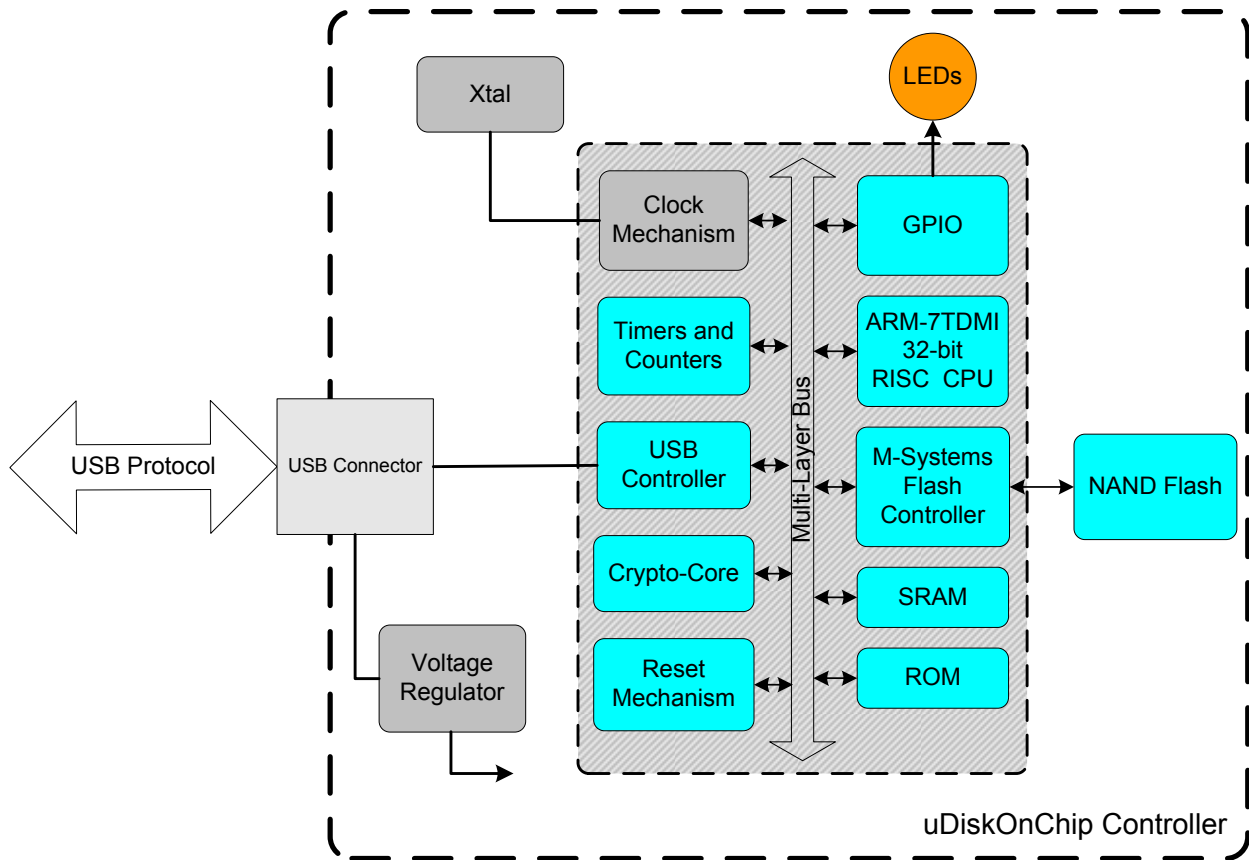 LEDs
Xtal
Clock
Mechanism
GPIO
Timers and
Counters
ARM-7TDMI
32-bit
RISC CPU
Multi-Layer Bus
USB Protocol
USB Connector
USB
Controller
M-Systems
Flash
Controller
NAND Flash
Crypto-Core
SRAM
Voltage
Regulator
Reset
Mechanism
ROM
uDiskOnChip Controller